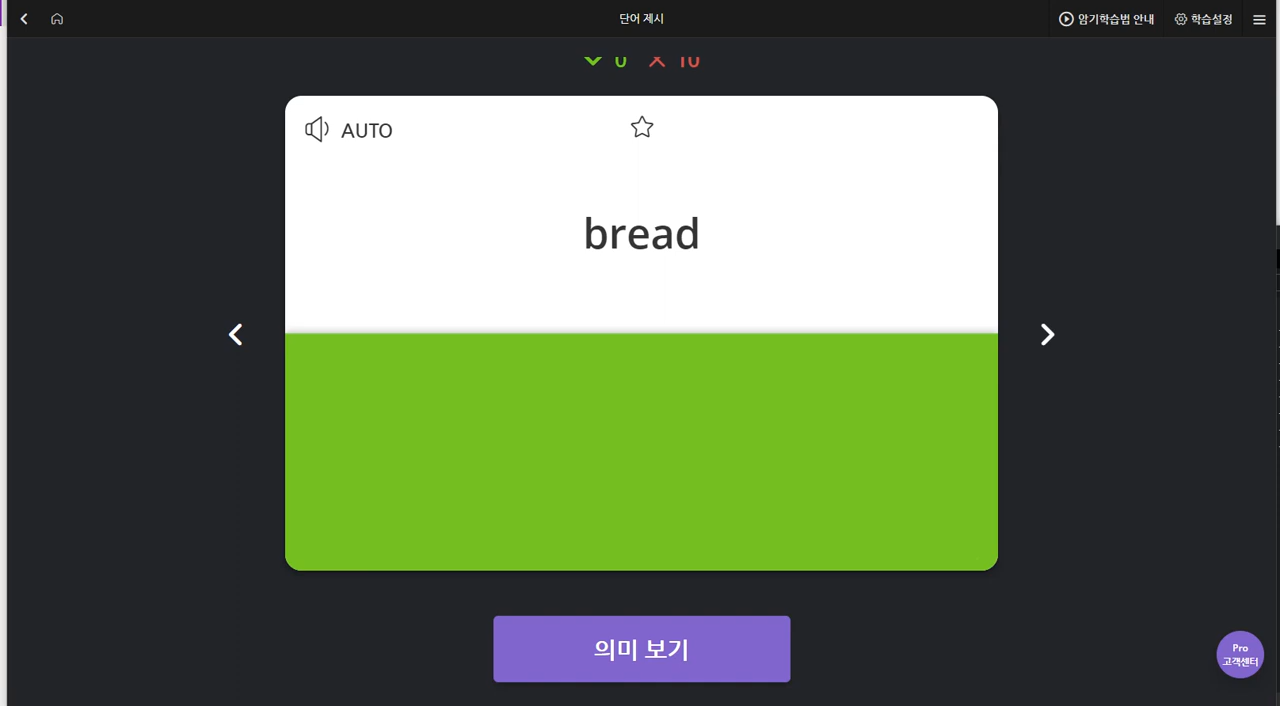 단어 제시
암기학습법 안내
학습설정
AUTO
bread
의미 보기
Pro
고객센터